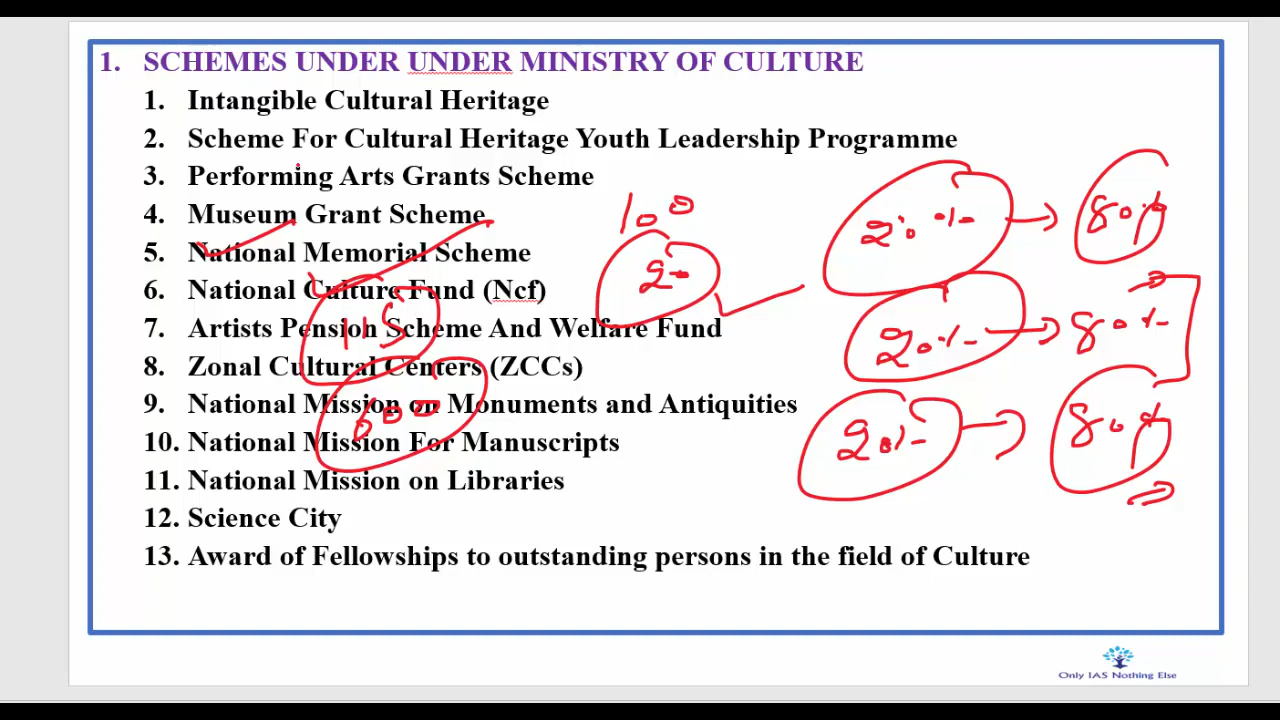 1. SCHEMES UNDER UNDER MINISTRY OF CULTURE
1. Intangible Cultural Heritage
2. Scheme For Cultural Heritage Youth Leadership Programme
3. Performing Arts Grants Scheme
4. Museum Grant Scheme
5. National Memorial Scheme
6. National Culture Fund (Ncf)
7. Artists Pension Scheme And Welfare Fund
8. Zonal Cultural Centers (ZCCs)
9. National Mission on Monuments and Antiquities
10. National Mission For Manuscripts
11. National Mission on Libraries
12. Science City
13. Award of Fellowships to outstanding persons in the field of Culture
100
115
20% 80%
20% 80%
20% 80%
Only IAS Nothing Else